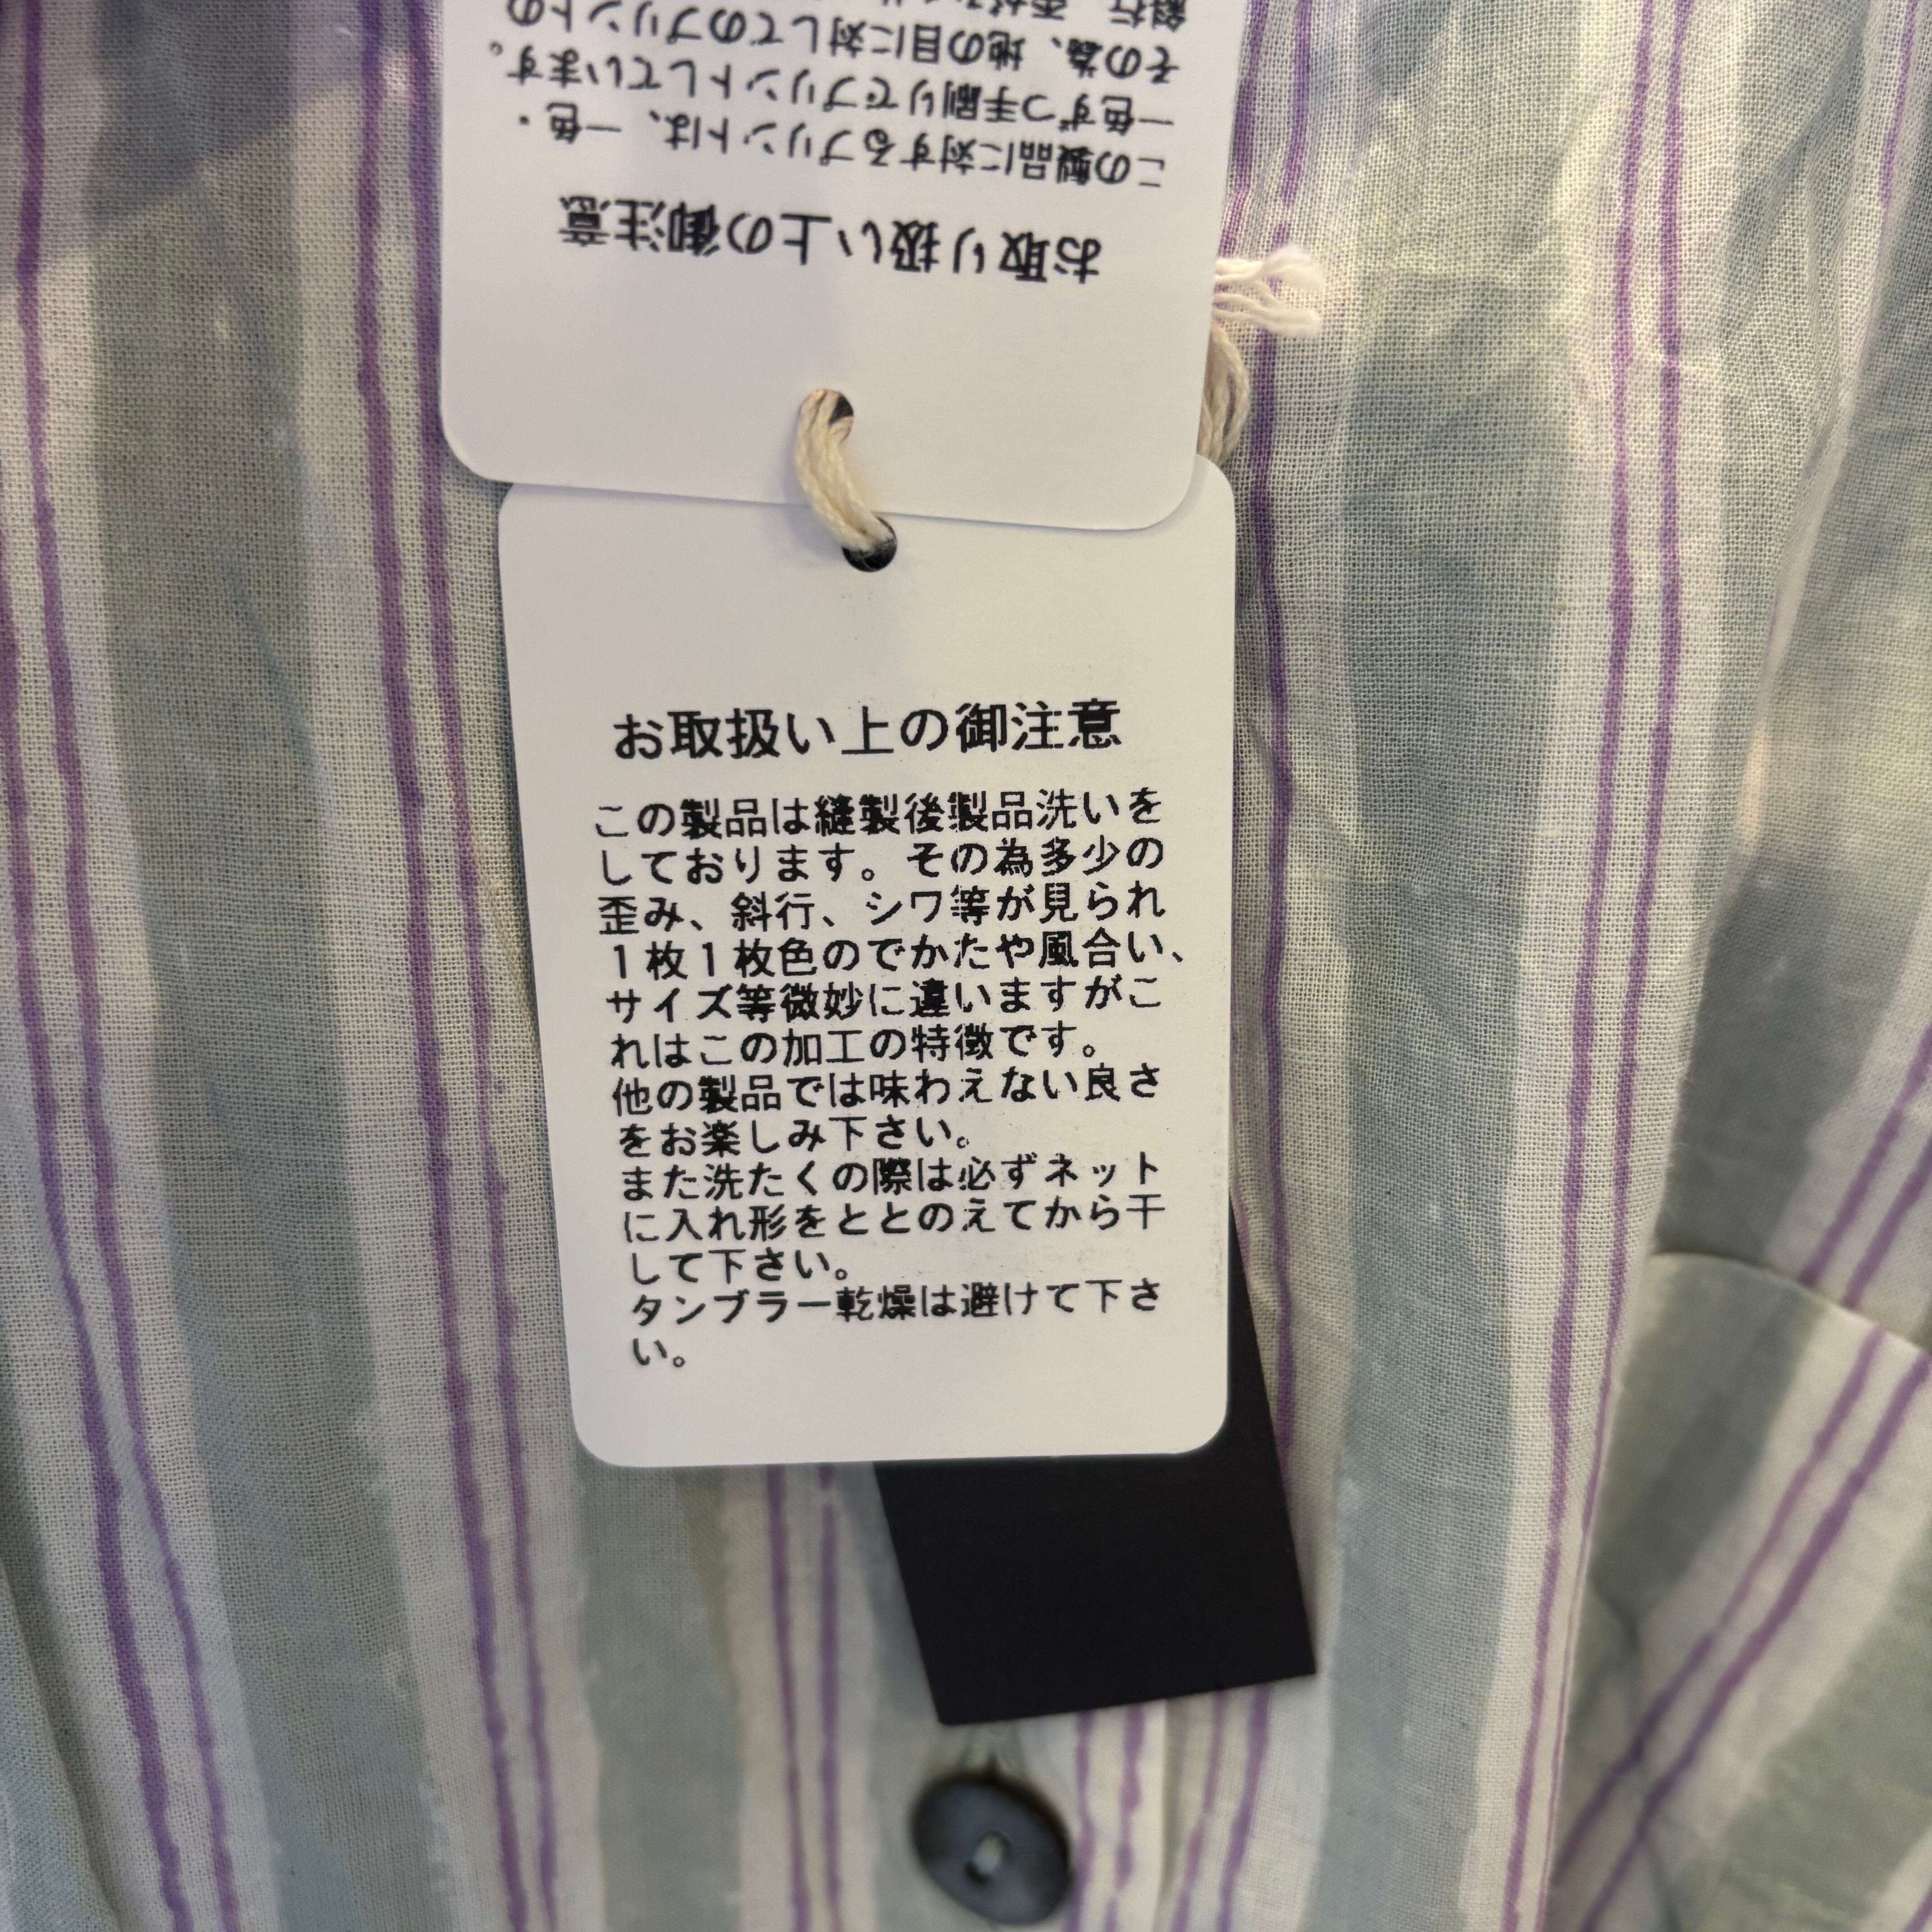 お取り扱い上の御注意
この製品に対するプリントは、一色・
一色ずつ手刷りでプリントしています。
その為、地の目に対してのプリントの
斜行、歪が
お取扱い上の御注意
この製品は縫製後製品洗いを
しております。その為多少の
歪み、斜行、シワ等が見られ
1枚1枚色のでかたや風合い、
サイズ等微妙に違いますがこ
れはこの加工の特徴です。
他の製品では味わえない良さ
をお楽しみ下さい。
また洗たくの際は必ずネット
に入れ形をととのえてから干
して下さい。
タンブラー乾燥は避けて下さ
い。